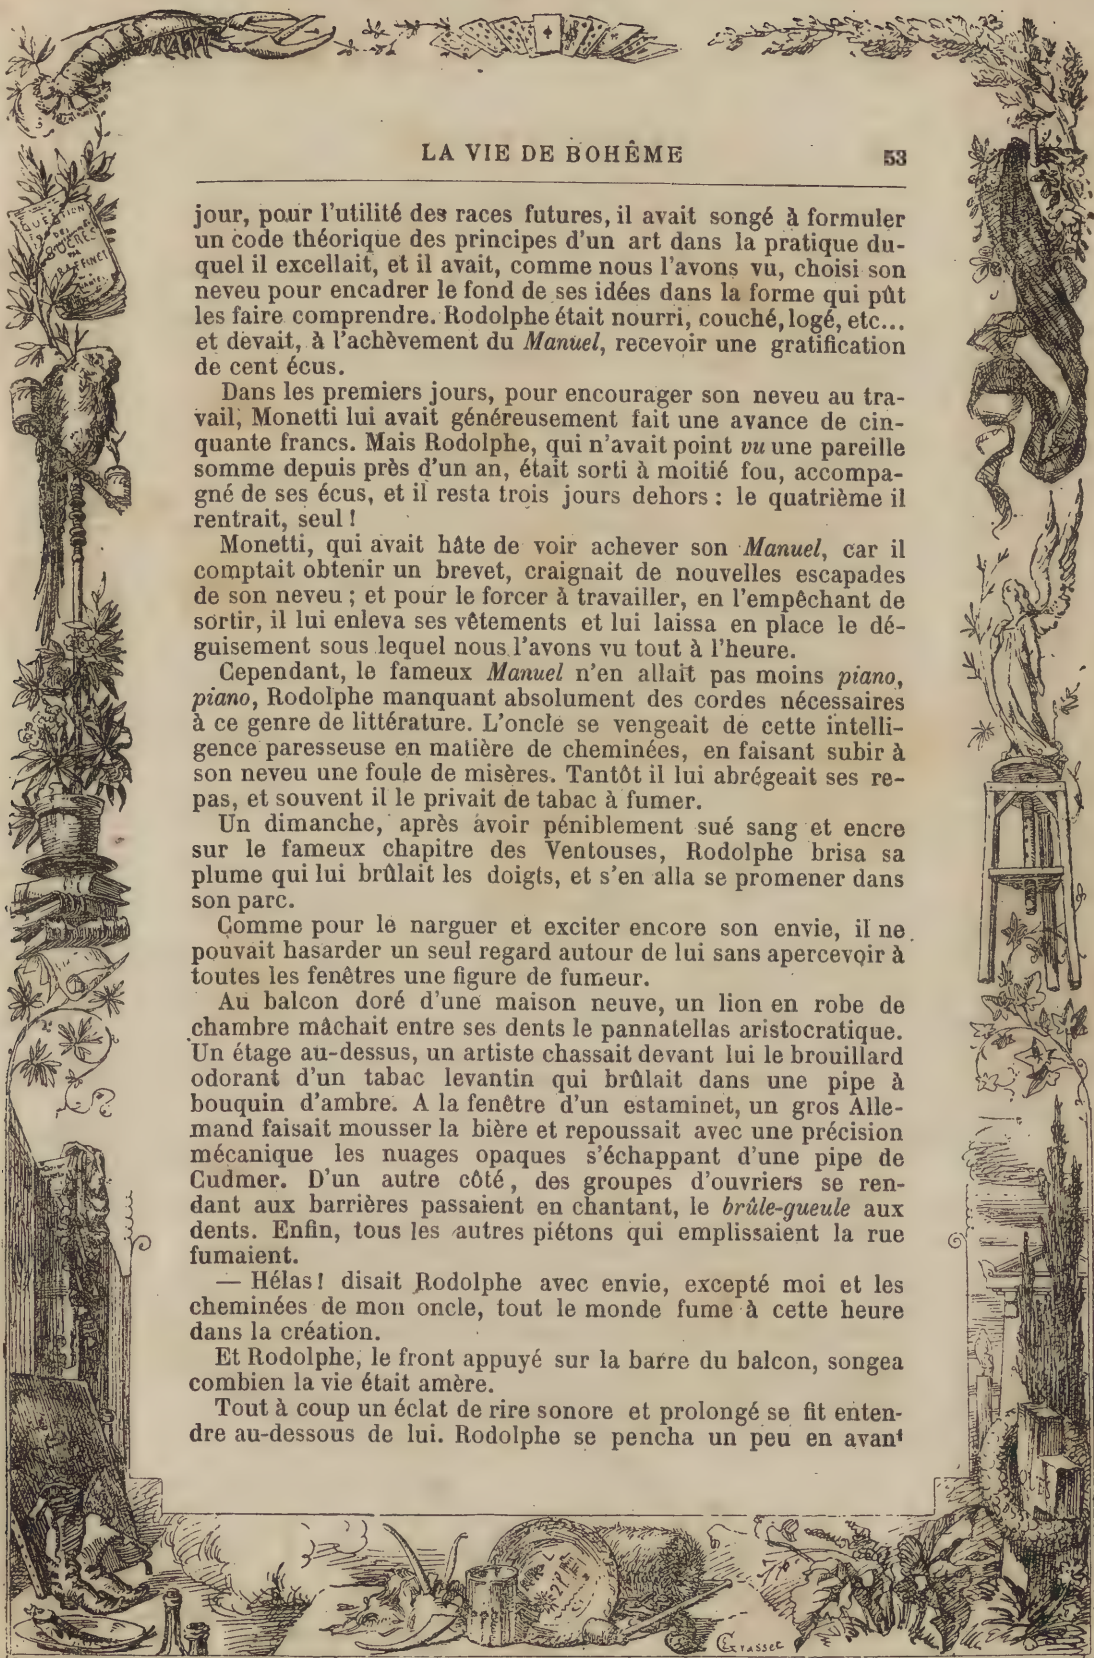 LA VIE DE BOHÊME 53
jour, pour l'utilité des races futures, il avait songé à formuler
un code théorique des principes d'un art dans la pratique du-
quel il excellait, et il avait, comme nous l'avons vu, choisi son
neveu pour encadrer le fond de ses idées dans la forme qui pût
les faire comprendre. Rodolphe était nourri, couché, logé, etc...
et devait, à l'achèvement du Manuel, recevoir une gratification
de cent écus.
Dans les premiers jours, pour encourager son neveu au tra-
vail, Monetti lui avait généreusement fait une avance de cin-
quante francs. Mais Rodolphe, qui n'avait point vu une pareille
somme depuis près d'un an, était sorti à moitié fou, accompa-
gné de ses écus, et il resta trois jours dehors : le quatrième il
rentrait, seul !
Monetti, qui avait hâte de voir achever son Manuel, car il
comptait obtenir un brevet, craignait de nouvelles escapades
de son neveu ; et pour le forcer à travailler, en l'empêchant de
sortir, il lui enleva ses vêtements et lui laissa en place le dé-
guisement sous lequel nous l'avons vu tout à l'heure.
Cependant, le fameux Manuel n'en allait pas moins piano,
piano, Rodolphe manquant absolument des cordes nécessaires
à ce genre de littérature. L'oncle se vengeait de cette intelli-
gence paresseuse en matière de cheminées, en faisant subir à
son neveu une foule de misères. Tantôt il lui abrégeait ses re-
pas, et souvent il le privait de tabac à fumer.
Un dimanche, après avoir péniblement sué sang et encre
sur le fameux chapitre des Ventouses, Rodolphe brisa sa
plume qui lui brûlait les doigts, et s'en alla se promener dans
son parc.
Comme pour le narguer et exciter encore son envie, il ne
pouvait hasarder un seul regard autour de lui sans apercevoir à
toutes les fenêtres une figure de fumeur.
Au balcon doré d'une maison neuve, un lion en robe de
chambre mâchait entre ses dents le pannatellas aristocratique.
Un étage au-dessus, un artiste chassait devant lui le brouillard
odorant d'un tabac levantin qui brûlait dans une pipe à
bouquin d'ambre. A la fenêtre d'un estaminet, un gros Alle-
mand faisait mousser la bière et repoussait avec une précision
mécanique les nuages opaques s'échappant d'une pipe de
Cudmer. D'un autre côté, des groupes d'ouvriers se ren-
dant aux barrières passaient en chantant, le brûle-gueule aux
dents. Enfin, tous les autres piétons qui emplissaient la rue
fumaient.
— Hélas ! disait Rodolphe avec envie, excepté moi et les
cheminées de mon oncle, tout le monde fume à cette heure
dans la création.
Et Rodolphe, le front appuyé sur la barre du balcon, songea
combien la vie était amère.
Tout à coup un éclat de rire sonore et prolongé se fit enten-
dre au-dessous de lui. Rodolphe se pencha un peu en avant
QUESTION
DES
SUCRES
PAR
RAFFINET
EGrasset